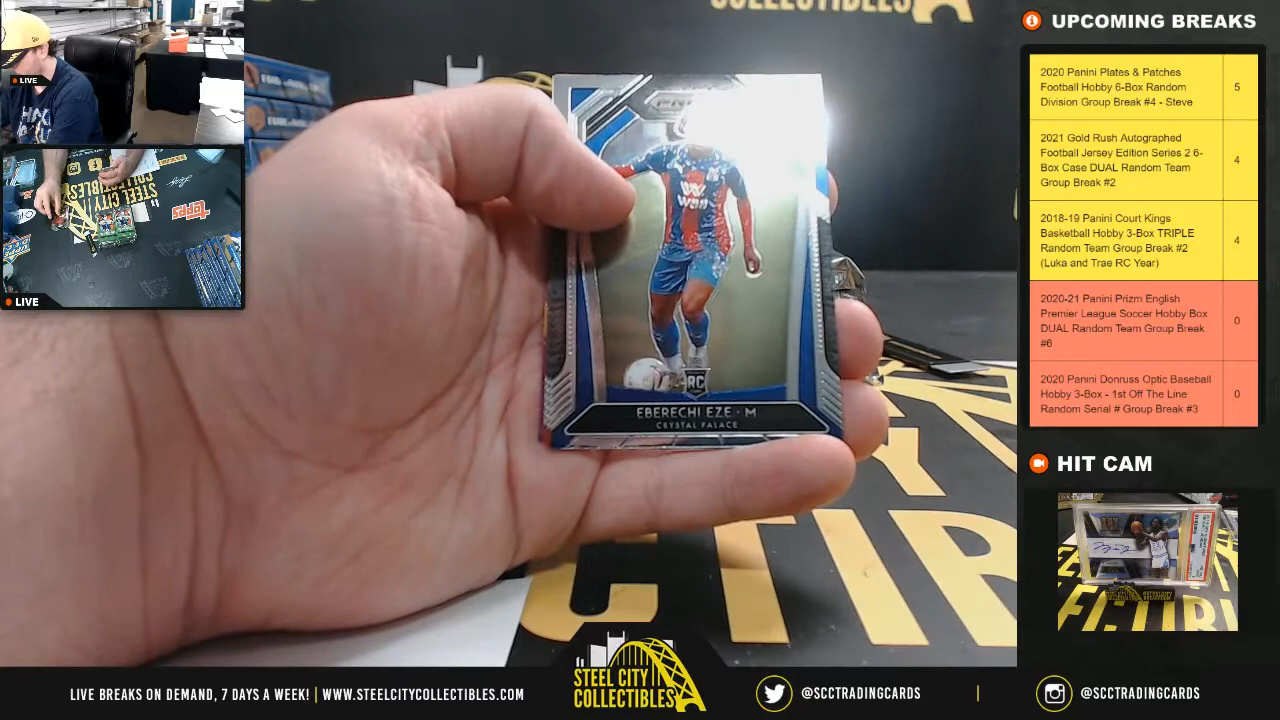 COLLECTIBLES
LIVE
STEEL CITY
TOPPS
LIVE
PRIZM
W
Wen
RC
EBERECHI EZE · M
CRYSTAL PALACE
UPCOMING BREAKS
2020 Panini Plates & Patches
Football Hobby 6-Box Random
Division Group Break #4 - Steve
5
2021 Gold Rush Autographed
Football Jersey Edition Series 2 6-
Box Case DUAL Random Team
Group Break #2
4
2018-19 Panini Court Kings
Basketball Hobby 3-Box TRIPLE
Random Team Group Break #2
(Luka and Trae RC Year)
4
2020-21 Panini Prizm English
Premier League Soccer Hobby Box
DUAL Random Team Group Break
#6
0
2020 Panini Donruss Optic Baseball
Hobby 3-Box - 1st Off The Line
Random Serial # Group Break #3
0
HIT CAM
LIVE BREAKS ON DEMAND, 7 DAYS A WEEK! | WWW.STEELCITYCOLLECTIBLES.COM
STEEL CITY
COLLECTIBLES
@SCCTRADINGCARDS
@SCCTRADINGCARDS